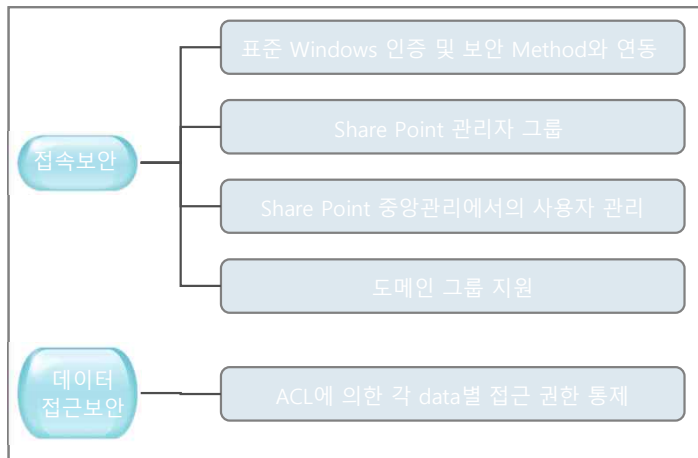 표준 Windows 인증 및 보안 Method와 연동
Share Point 관리자 그룹
접속보안
Share Point 중앙관리에서의 사용자 관리
도메인 그룹 지원
데이터
접근보안
ACL에 의한 각 data별 접근 권한 통제